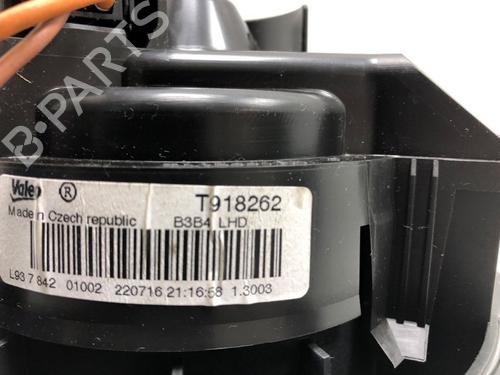 B-PARTS
Valeo ® T918262
Made in Czech republic B3B4 LHD
L93 7 842 01002 220716 21:16:58 1.3003